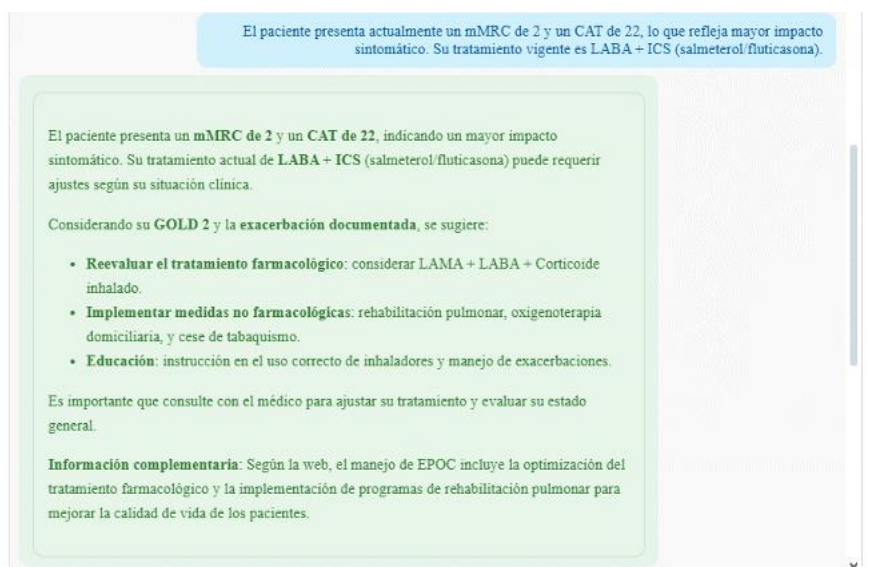 El paciente presenta actualmente un mMRC de 2 y un CAT de 22, lo que refleja mayor impacto
sintomático. Su tratamiento vigente es LABA + ICS (salmeterol/fluticasona).
El paciente presenta un mMRC de 2 y un CAT de 22, indicando un mayor impacto
sintomático. Su tratamiento actual de LABA + ICS (salmeterol/fluticasona) puede requerir
ajustes según su situación clínica.
Considerando su GOLD 2 y la exacerbación documentada, se sugiere:
• Reevaluar el tratamiento farmacológico: considerar LAMA + LABA + Corticoide
inhalado.
• Implementar medidas no farmacológicas: rehabilitación pulmonar, oxigenoterapia
domiciliaria, y cese de tabaquismo.
• Educación: instrucción en el uso correcto de inhaladores y manejo de exacerbaciones.
Es importante que consulte con el médico para ajustar su tratamiento y evaluar su estado
general.
Información complementaria: Según la web, el manejo de EPOC incluye la optimización del
tratamiento farmacológico y la implementación de programas de rehabilitación pulmonar para
mejorar la calidad de vida de los pacientes.